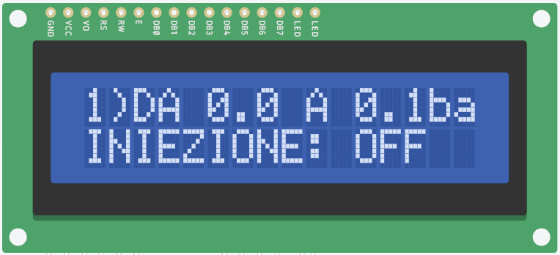 GND VCC VO RS RW E DB0 DB1 DB2 DB3 DB4 DB5 DB6 DB7 LED LED
1)DA 0.0 A 0.1ba
INIEZIONE: OFF